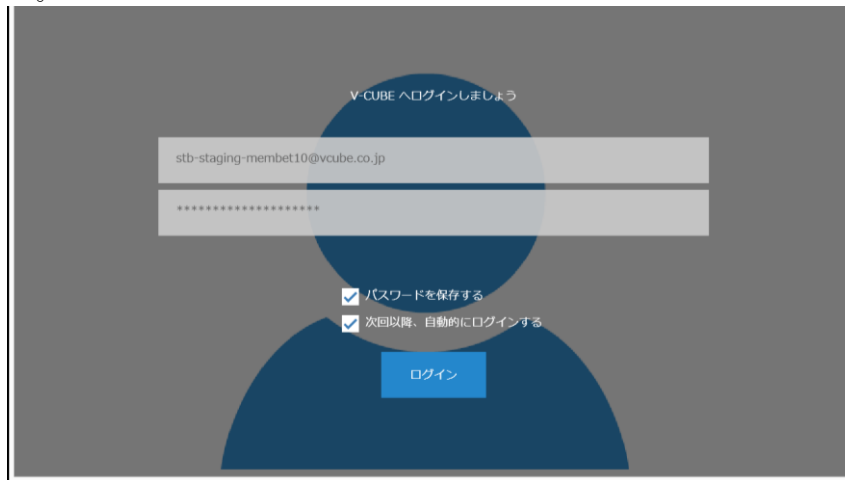 V-CUBE へログインしましょう
stb-staging-membet10@vcube.co.jp
********************
パスワードを保存する
次回以降、自動的にログインする
ログイン